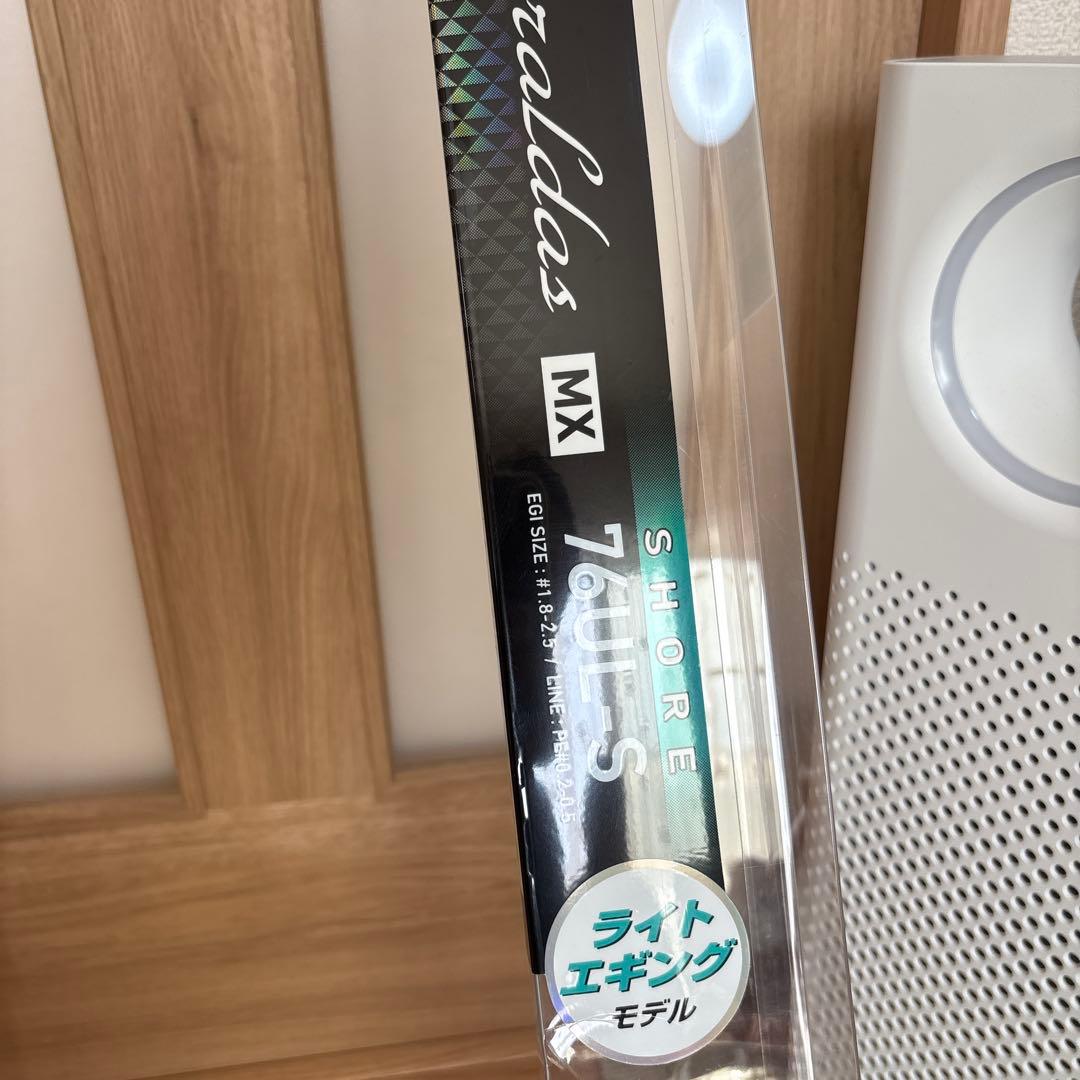 raldas
MX
SHORE
76UL-S
EGI SIZE : #1.8-2.5 / LINE : PE#0.2-0.5
ライト
エギング
モデル